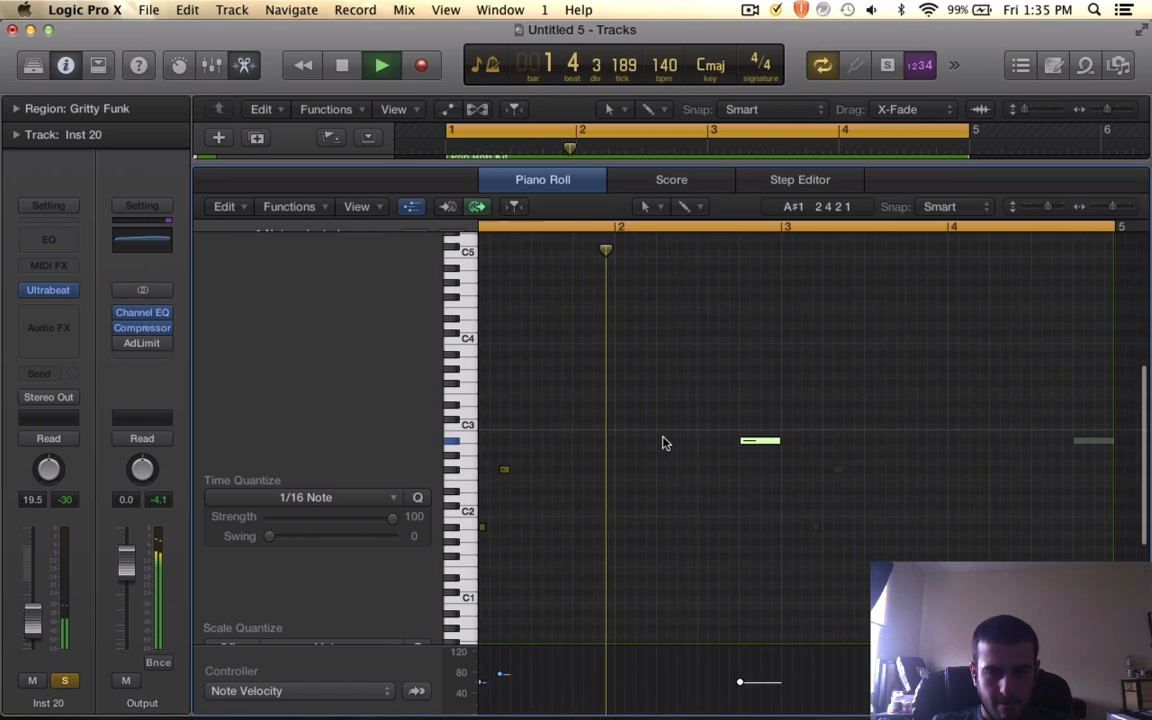 Logic Pro X File Edit Track Navigate Record Mix View Window 1 Help 99% Fri 1:35 PM
Untitled 5 - Tracks
1 4 3 189 140 Cmaj 4/4
bar beat div tick bpm key signature
S 1234
Region: Gritty Funk
Edit Functions View Snap: Smart Drag: X-Fade
Track: Inst 20
1 2 3 4 5 6
Piano Roll Score Step Editor
Setting Setting
Edit Functions View A#1 2 4 2 1 Snap: Smart
2 3 4 5
EQ
MIDI FX
C5
Ultrabeat
Channel EQ
Audio FX Compressor
AdLimit
C4
Send
Stereo Out
C3
Read Read
Time Quantize
1/16 Note Q
19.5 -30 0.0 -4.1
C2
Strength 100
Swing 0
C1
Scale Quantize
120
Bnce
Controller 80
M S M
Note Velocity 40
Inst 20 Output